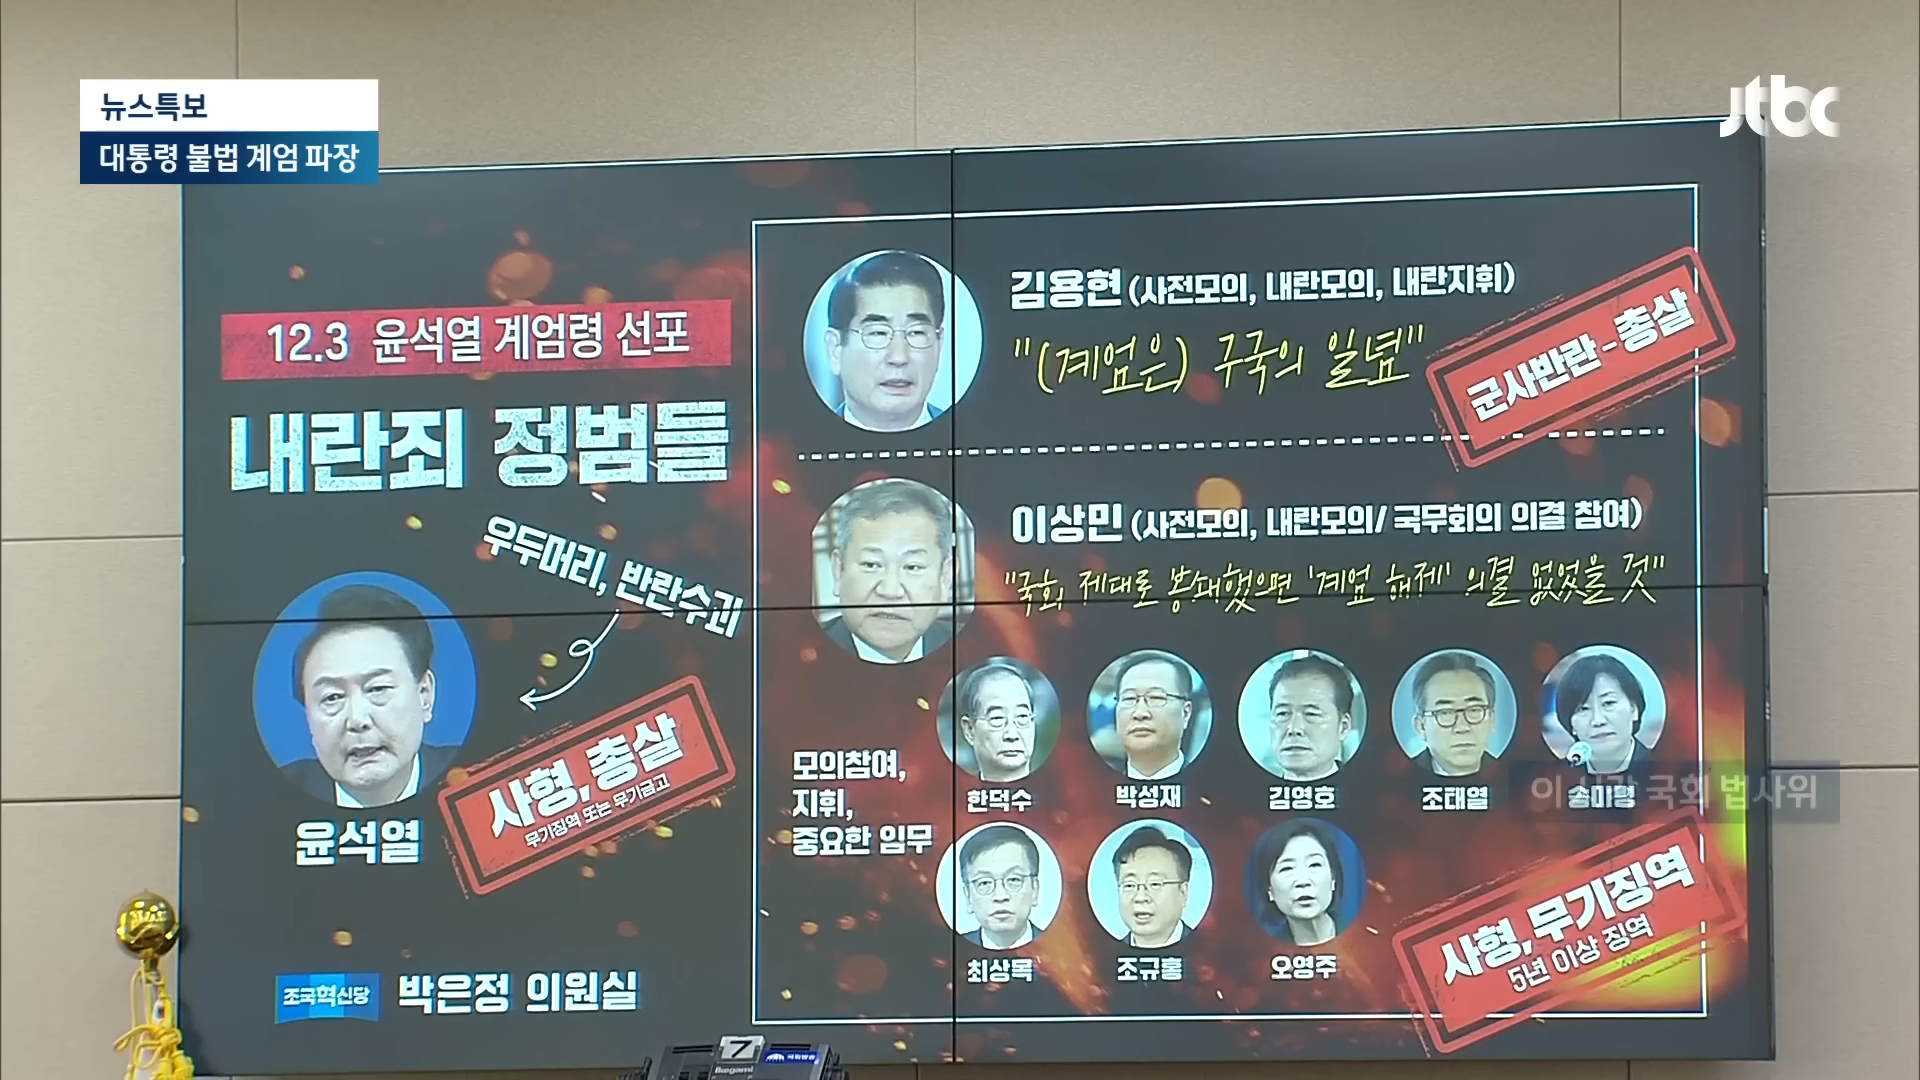 뉴스특보
대통령 불법 계엄 파장
jtbc
12.3 윤석열 계엄령 선포
내란죄 정범들
우두머리, 반란수괴
윤석열
사형, 총살
무기징역 또는 무기금고
조국혁신당 박은정 의원실
김용현 (사전모의, 내란모의, 내란지휘)
"(계엄은) 구국의 일념"
군사반란-총살
이상민 (사전모의, 내란모의/ 국무회의 의결 참여)
"국회, 제대로 봉쇄했으면 '계엄 해제' 의결 없었을 것"
모의참여,
지휘,
중요한 임무
한덕수 박성재 김영호 조태열 송미령
이 시각 국회 법사위
최상목 조규홍 오영주
사형, 무기징역
5년 이상 징역
7 국회방송
Ikegami